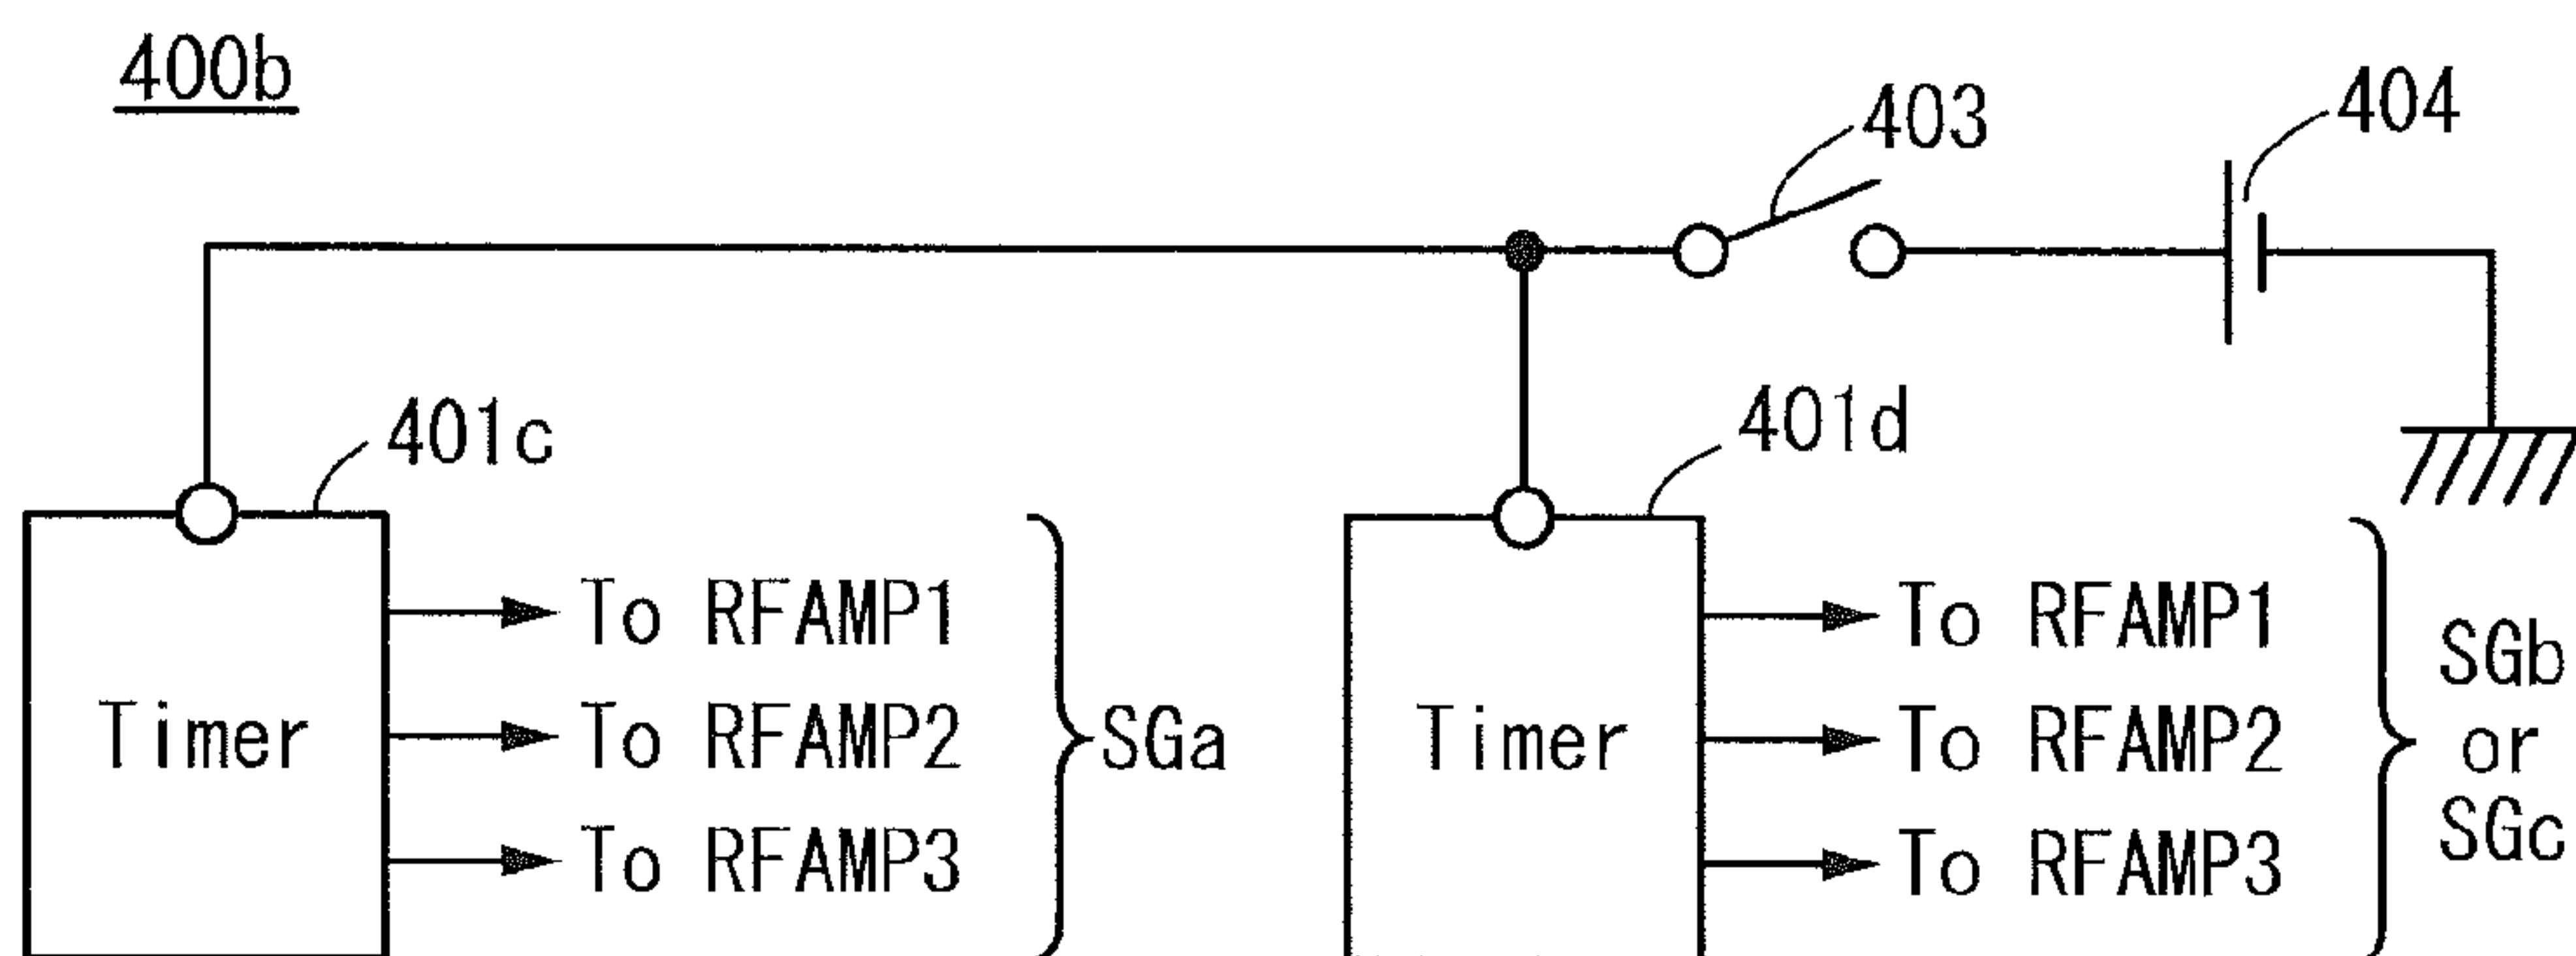 400b
403
404
401c
401d
Timer
To RFAMP1
To RFAMP2
To RFAMP3
SGa
Timer
To RFAMP1
To RFAMP2
To RFAMP3
SGb
or
SGc